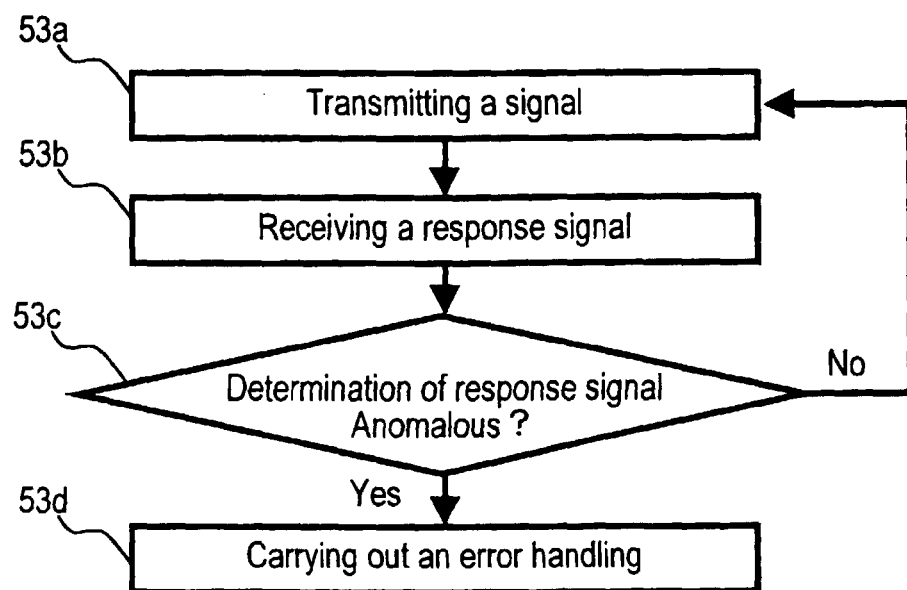 53a
Transmitting a signal
53b
Receiving a response signal
53c
Determination of response signal
Anomalous ?
No
Yes
53d
Carrying out an error handling